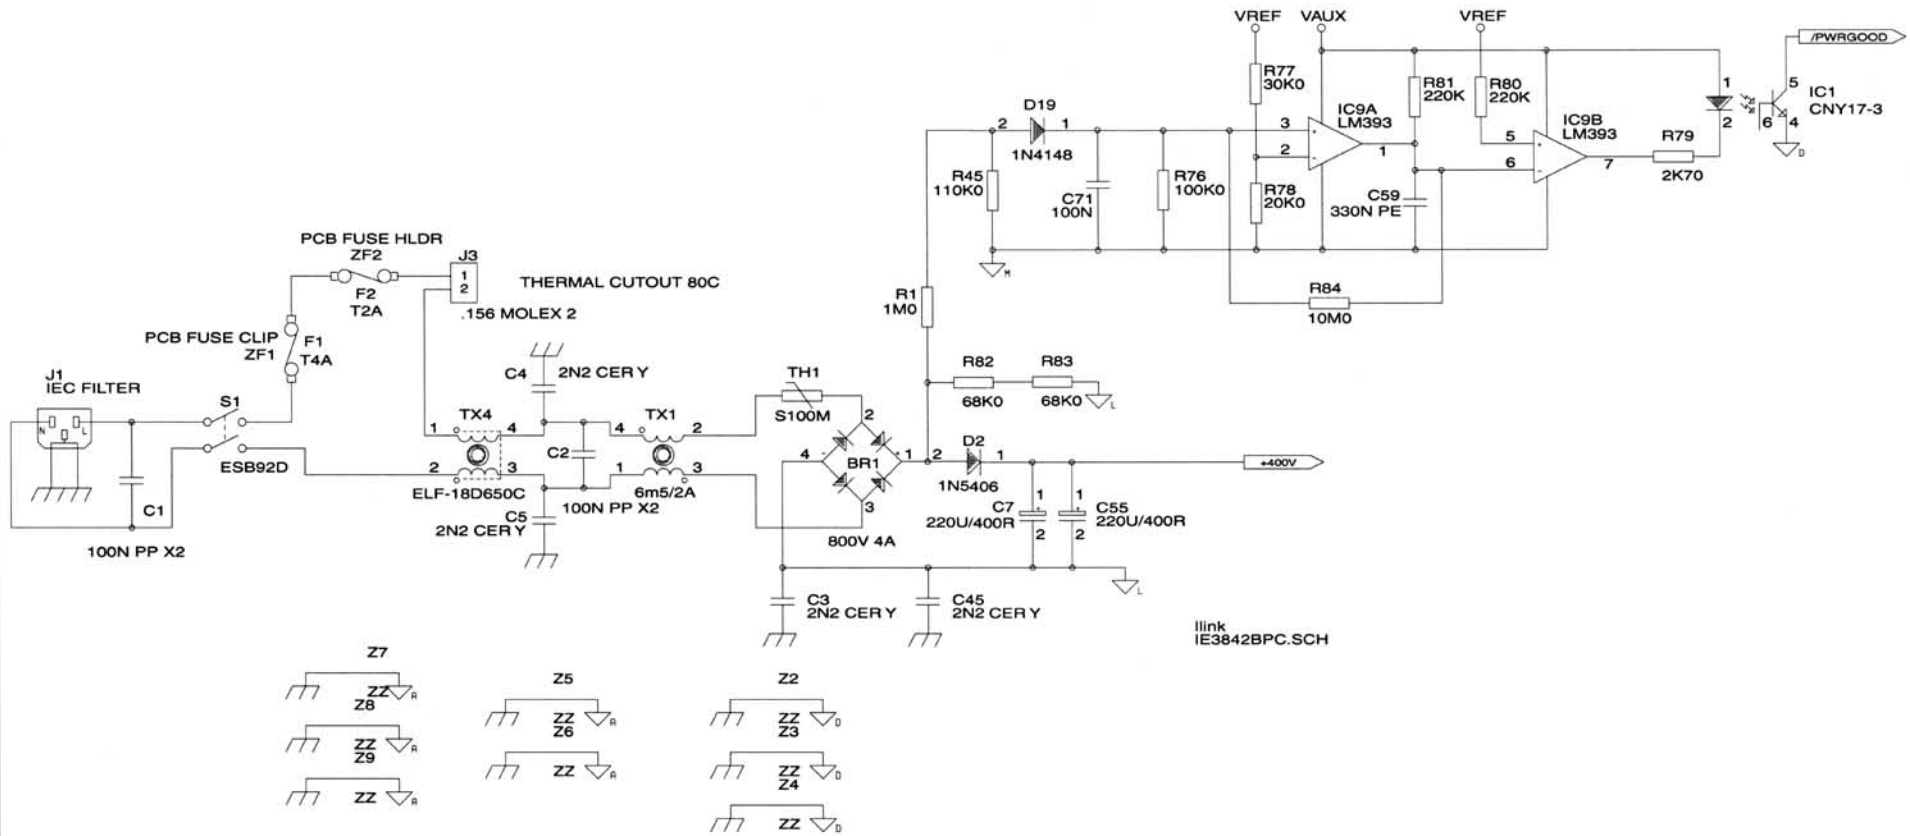 VREF
VAUX
VREF
/PWRGOOD
R77
30K0
R81
220K
R80
220K
1
5
IC1
CNY17-3
2
6
4
D
D19
2
1
1N4148
3
2
IC9A
LM393
1
5
6
IC9B
LM393
7
R79
2K70
R45
110K0
C71
100N
R76
100K0
R78
20K0
C59
330N PE
M
R84
10M0
PCB FUSE HLDR
ZF2
F2
T2A
J3
1
2
THERMAL CUTOUT 80C
.156 MOLEX 2
PCB FUSE CLIP
ZF1
F1
T4A
R1
1M0
R82
68K0
R83
68K0
L
J1
IEC FILTER
N
L
S1
ESB92D
C1
100N PP X2
C4
2N2 CER Y
TX4
1
4
2
3
ELF-18D650C
C5
2N2 CER Y
C2
100N PP X2
TX1
4
2
1
3
6m5/2A
TH1
S100M
2
4
-
BR1
+
1
3
800V 4A
2
D2
1
1N5406
+400V
C7
220U/400R
1
+
2
C55
220U/400R
1
+
2
L
C3
2N2 CER Y
C45
2N2 CER Y
llink
IE3842BPC.SCH
Z7
ZZ
A
Z8
ZZ
A
Z9
ZZ
A
Z5
ZZ
A
Z6
ZZ
A
Z2
ZZ
D
Z3
ZZ
D
Z4
ZZ
D